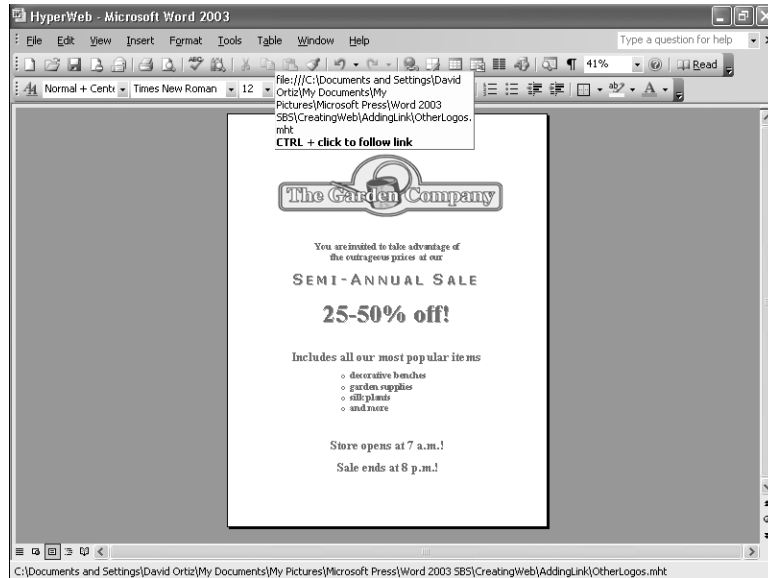 HyperWeb - Microsoft Word 2003
File Edit View Insert Format Tools Table Window Help Type a question for help
41% Read
Normal + Cente Times New Roman 12
file:///C:\Documents and Settings\David
Ortiz\My Documents\My
Pictures\Microsoft Press\Word 2003
SBS\CreatingWeb\AddingLink\OtherLogos.
mht
CTRL + click to follow link
The Garden Company
You are invited to take advantage of
the outrageous prices at our
SEMI-ANNUAL SALE
25-50% off!
Includes all our most popular items
decorative benches
garden supplies
silk plants
and more
Store opens at 7 a.m.!
Sale ends at 8 p.m.!
C:\Documents and Settings\David Ortiz\My Documents\My Pictures\Microsoft Press\Word 2003 SBS\CreatingWeb\AddingLink\OtherLogos.mht